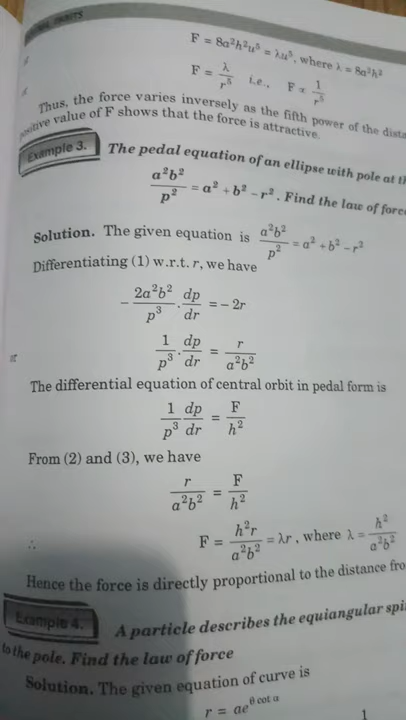 ORBITS
F = 8a²h²u⁵ = λu⁵, where λ = 8a²h²
F = λ/r⁵ i.e., F ∝ 1/r⁵
Thus, the force varies inversely as the fifth power of the dista
positive value of F shows that the force is attractive.
Example 3. The pedal equation of an ellipse with pole at th
a²b²/p² = a² + b² – r². Find the law of force
Solution. The given equation is a²b²/p² = a² + b² – r²
Differentiating (1) w.r.t. r, we have
– 2a²b²/p³ . dp/dr = – 2r
1/p³ . dp/dr = r/a²b²
The differential equation of central orbit in pedal form is
1/p³ dp/dr = F/h²
From (2) and (3), we have
r/a²b² = F/h²
∴ F = h²r/a²b² = λr, where λ = h²/a²b²
Hence the force is directly proportional to the distance fro
Example 4. A particle describes the equiangular spi
to the pole. Find the law of force
Solution. The given equation of curve is
r = ae^(θ cot α)
1